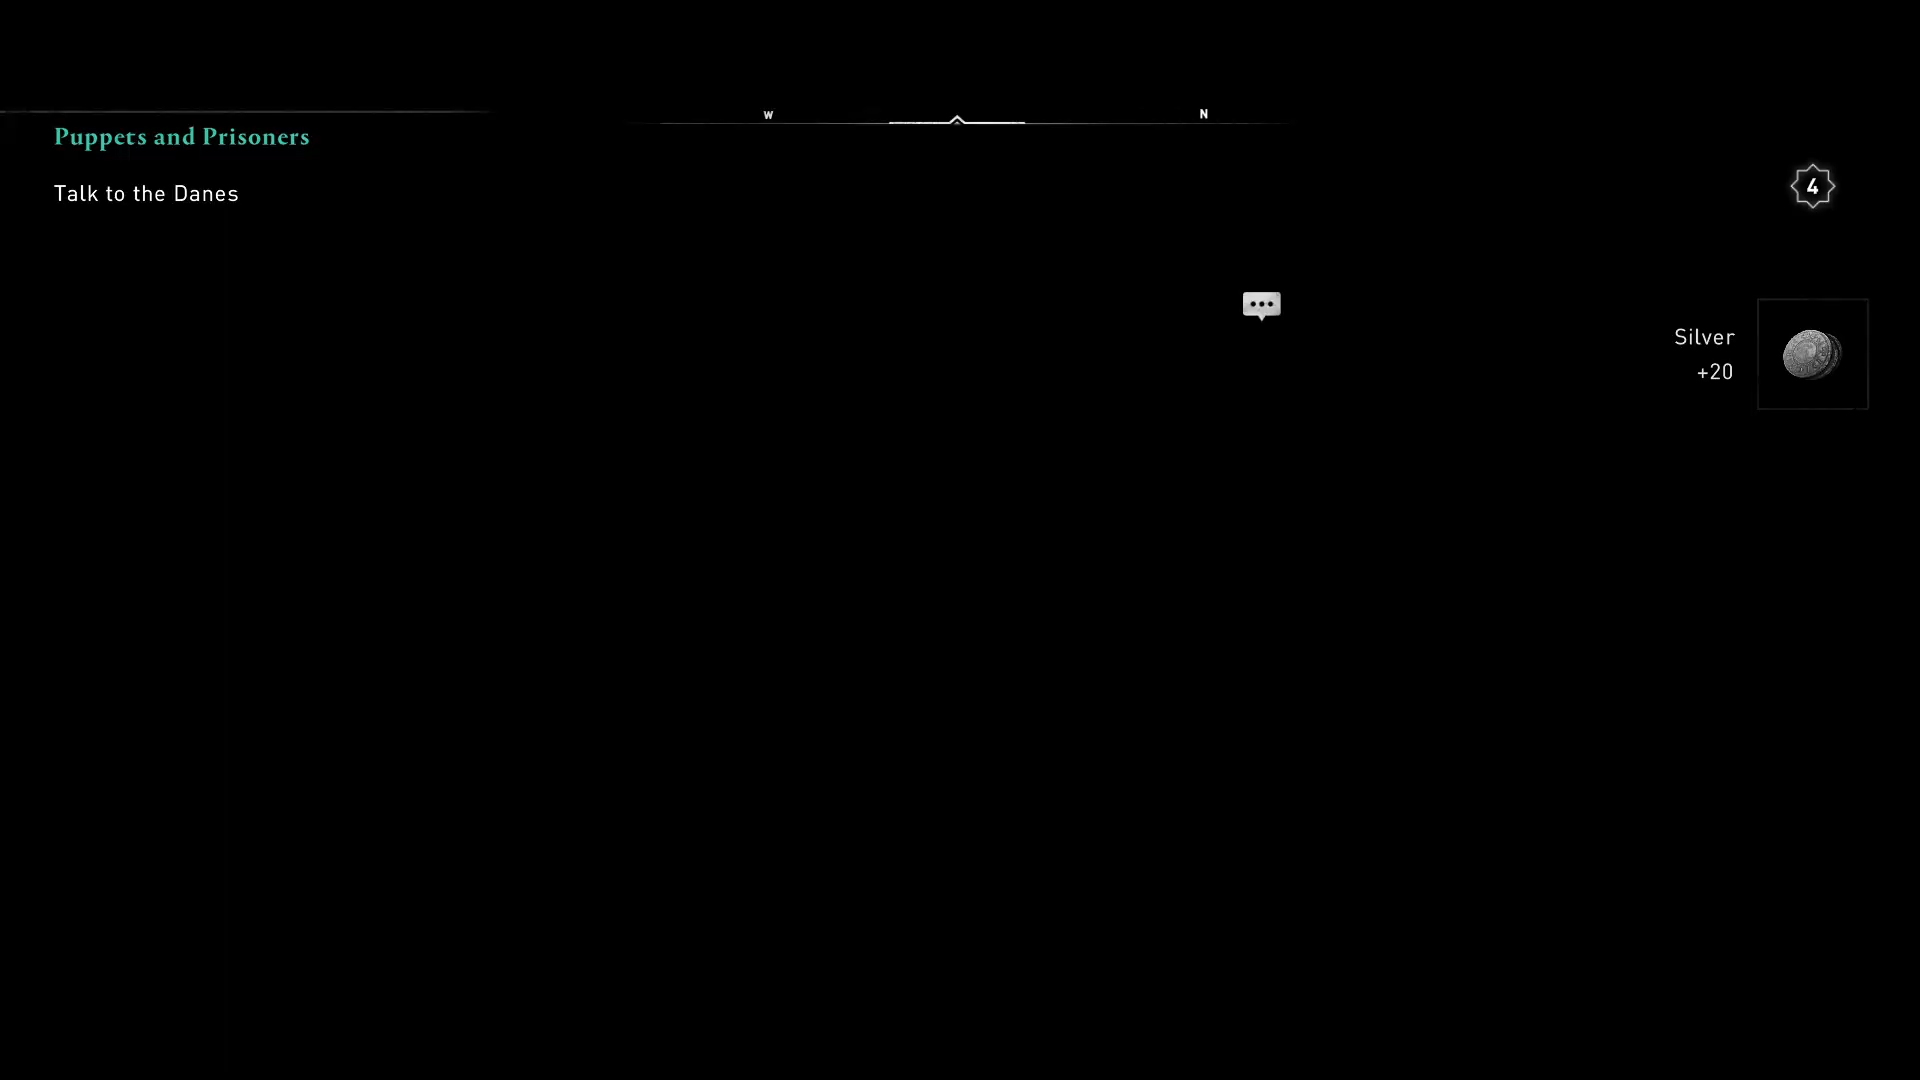 W N
Puppets and Prisoners
Talk to the Danes
4
Silver
+20